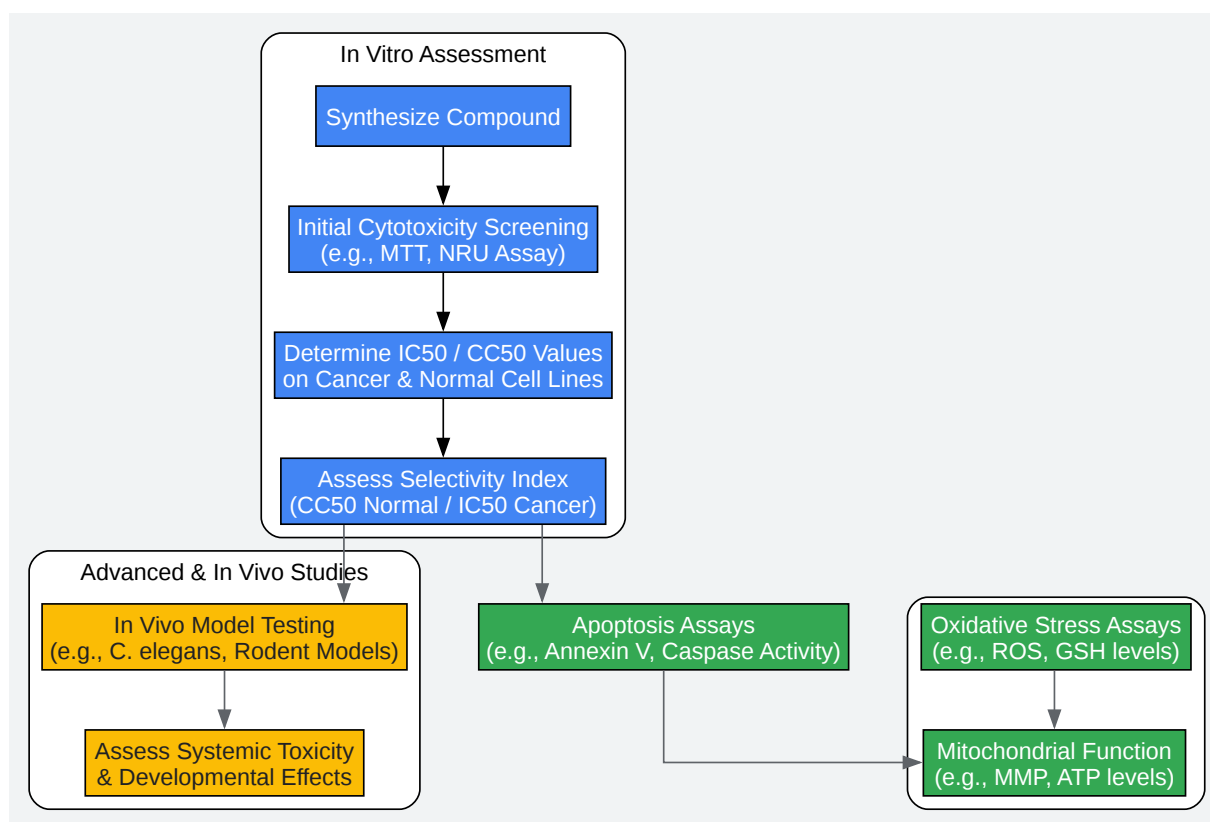 In Vitro Assessment
Synthesize Compound
Initial Cytotoxicity Screening
(e.g., MTT, NRU Assay)
Determine IC50 / CC50 Values
on Cancer & Normal Cell Lines
Assess Selectivity Index
(CC50 Normal / IC50 Cancer)
Advanced & In Vivo Studies
In Vivo Model Testing
(e.g., C. elegans, Rodent Models)
Assess Systemic Toxicity
& Developmental Effects
Apoptosis Assays
(e.g., Annexin V, Caspase Activity)
Oxidative Stress Assays
(e.g., ROS, GSH levels)
Mitochondrial Function
(e.g., MMP, ATP levels)